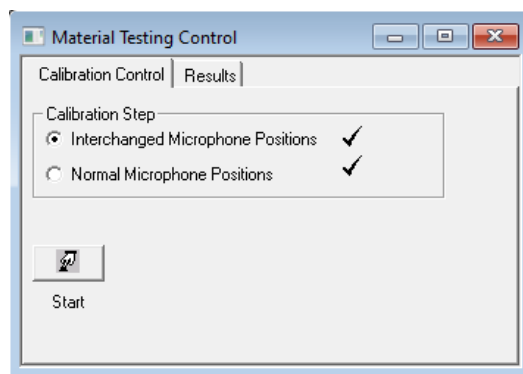 Material Testing Control
Calibration Control Results
Calibration Step
Interchanged Microphone Positions
Normal Microphone Positions
Start